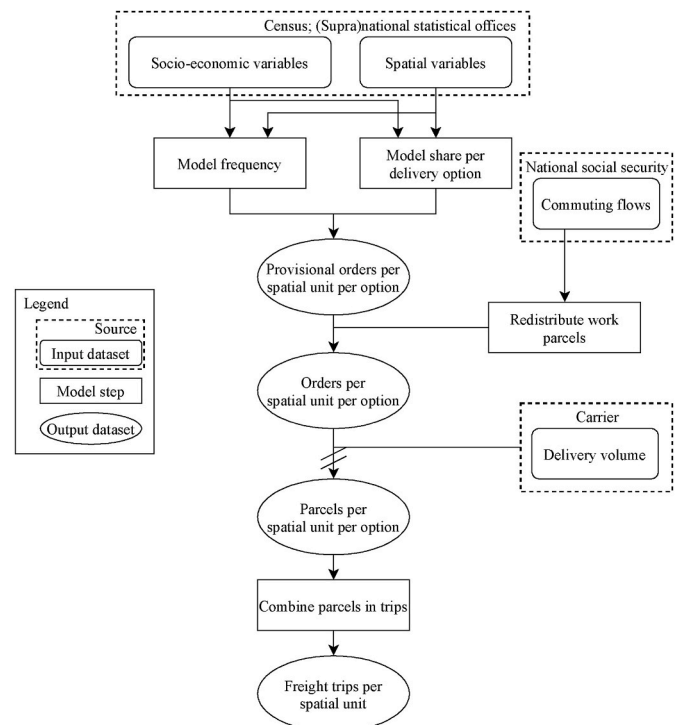 Census; (Supra)national statistical offices
Socio-economic variables
Spatial variables
Model frequency
Model share per
delivery option
National social security
Commuting flows
Provisional orders per
spatial unit per option
Redistribute work
parcels
Legend
Source
Input dataset
Model step
Output dataset
Orders per
spatial unit per option
Carrier
Delivery volume
Parcels per
spatial unit per option
Combine parcels in trips
Freight trips per
spatial unit